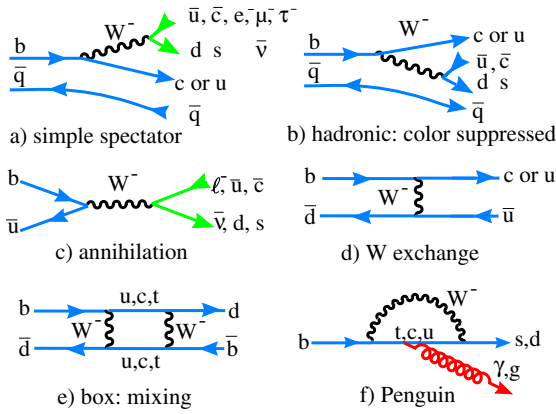 W⁻ u̅, c̅, e⁻, μ⁻, τ⁻
b d s ν̅
q̅ c or u
q̅
a) simple spectator
W⁻ c or u
b u̅, c̅
q̅ d s
q̅
b) hadronic: color suppressed
b W⁻ ℓ⁻, u̅, c̅
u̅ ν̅, d, s
c) annihilation
b W⁻ c or u
d̅ u̅
d) W exchange
u,c,t
b d
W⁻ W⁻
d̅ b̅
u,c,t
e) box: mixing
W⁻
t,c,u
b s,d
γ,g
f) Penguin